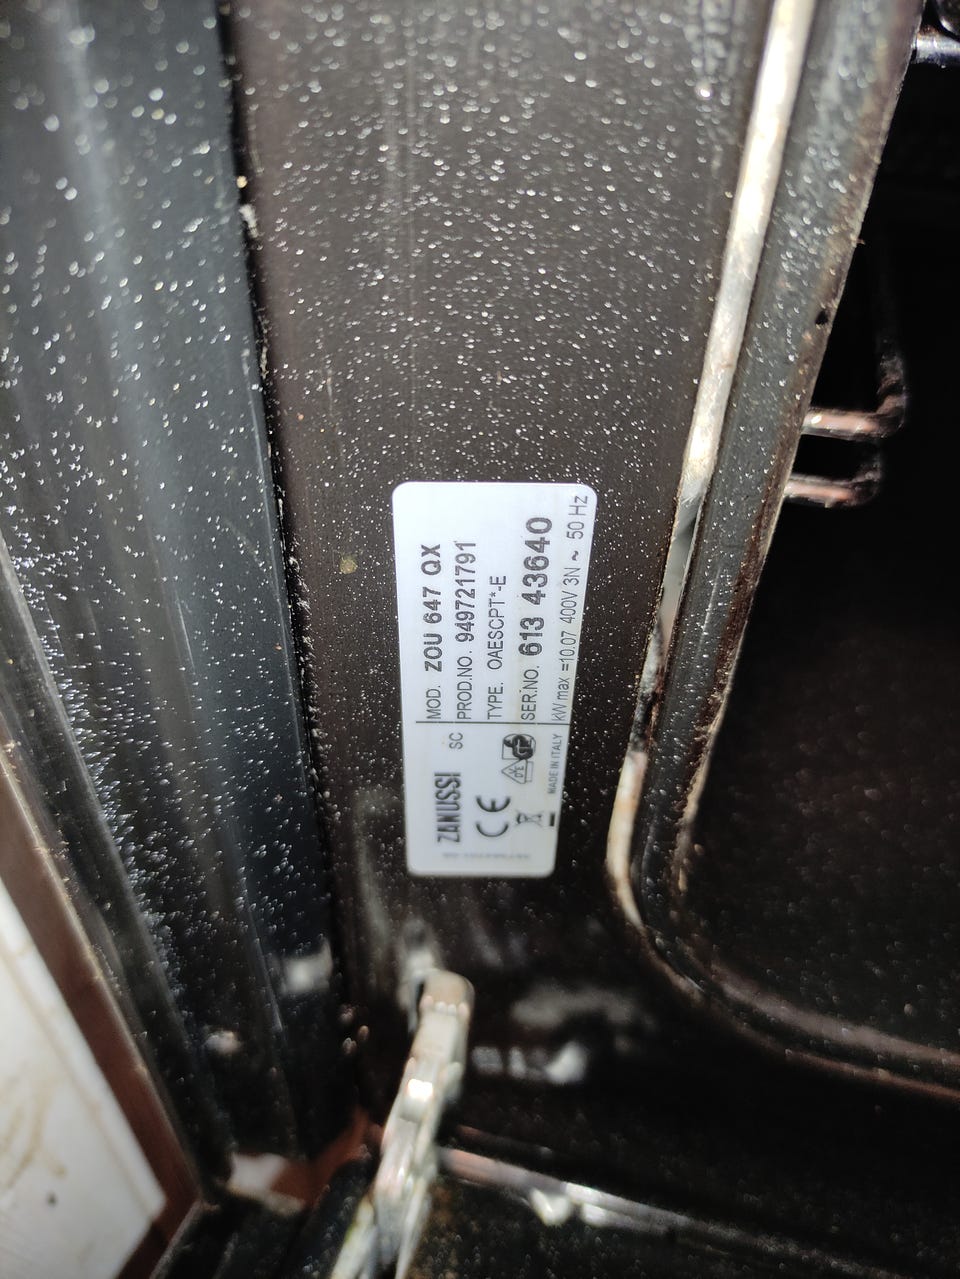 MOD. ZOU 647 QX
PROD.NO. 949721791
TYPE. OAESCPT*-E
SER.NO. 613 43640
kW max =10.07 400V 3N ~ 50 Hz
SC
ZANUSSI
CE
MADE IN ITALY